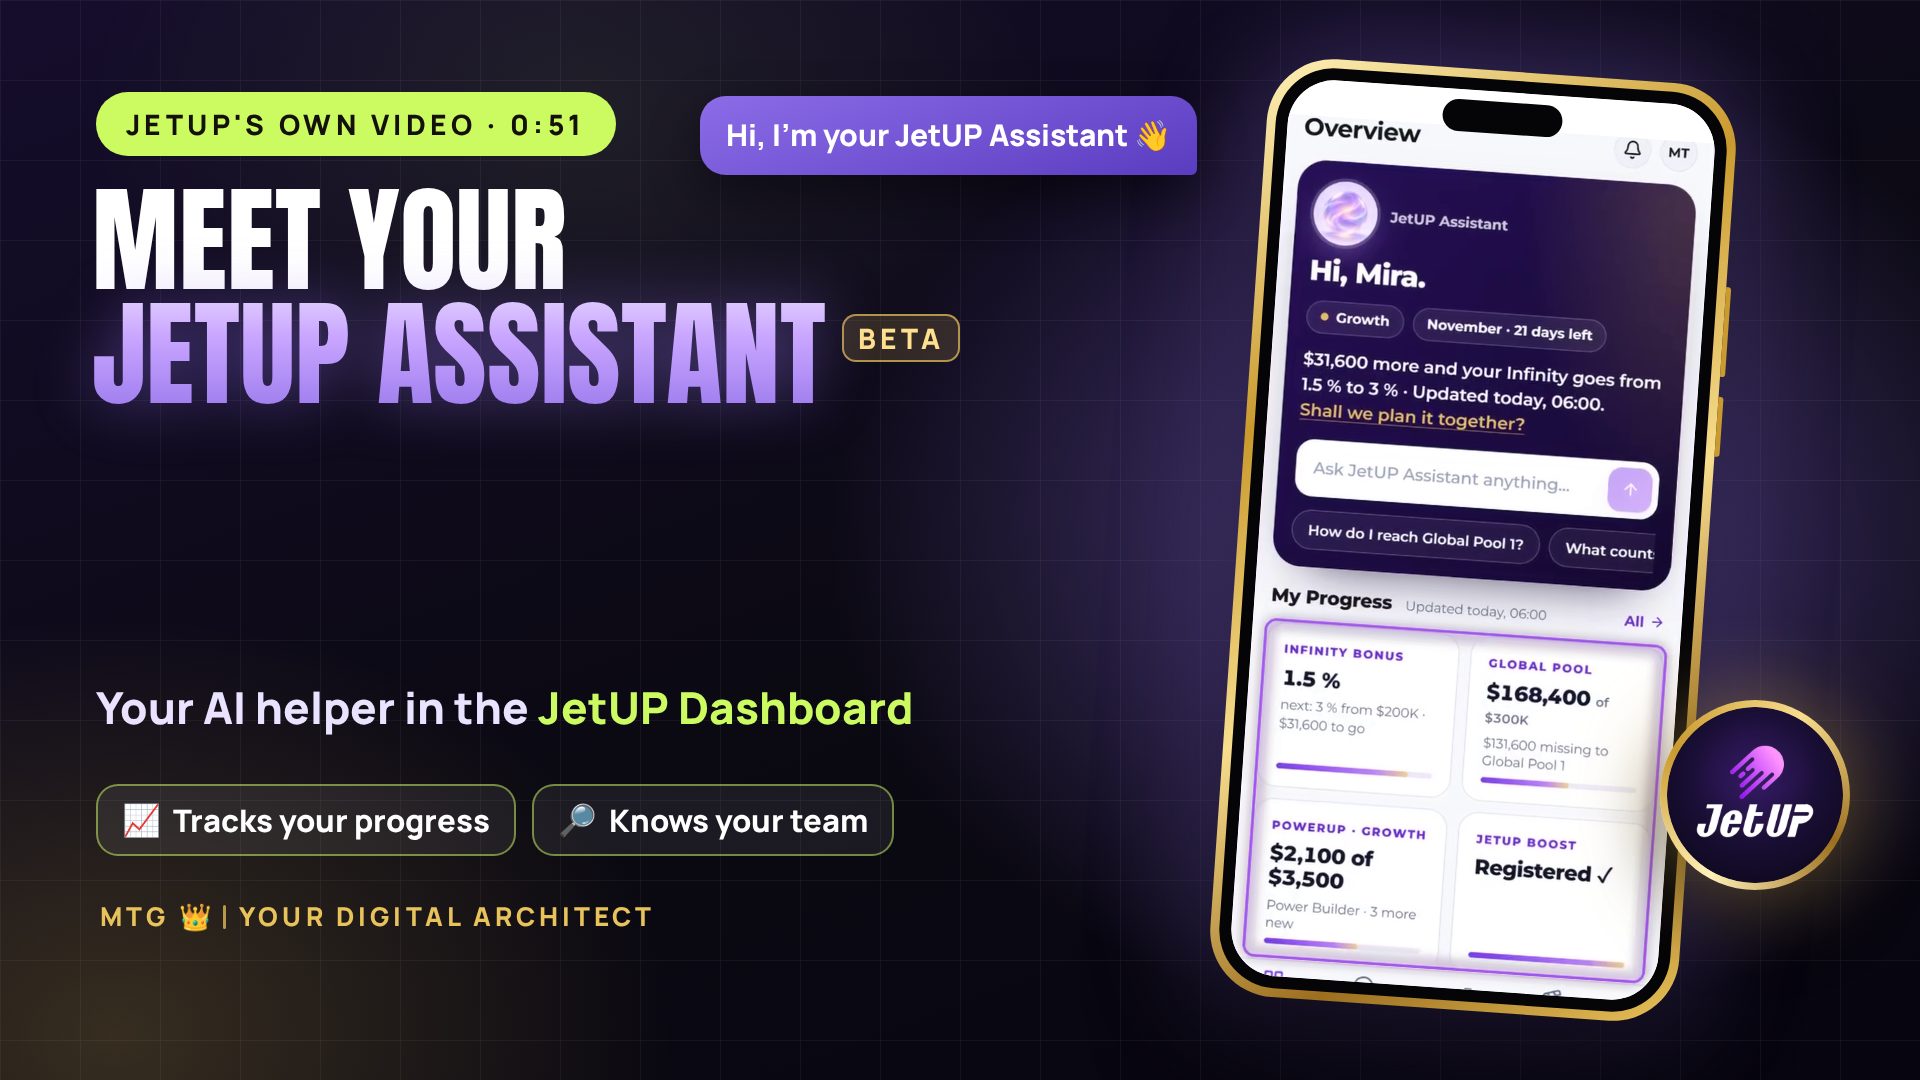 JETUP'S OWN VIDEO · 0:51
Hi, I'm your JetUP Assistant 👋
MEET YOUR
JETUP ASSISTANT
BETA
Your AI helper in the JetUP Dashboard
📈 Tracks your progress
🔎 Knows your team
MTG 👑 | YOUR DIGITAL ARCHITECT
Overview
MT
JetUP Assistant
Hi, Mira.
Growth
November · 21 days left
$31,600 more and your Infinity goes from
1.5 % to 3 % · Updated today, 06:00.
Shall we plan it together?
Ask JetUP Assistant anything...
How do I reach Global Pool 1?
What counts
My Progress
Updated today, 06:00
All →
INFINITY BONUS
1.5 %
next: 3 % from $200K ·
$31,600 to go
GLOBAL POOL
$168,400 of
$300K
$131,600 missing to
Global Pool 1
POWERUP · GROWTH
$2,100 of
$3,500
Power Builder · 3 more
new
JETUP BOOST
Registered ✓
JetUP